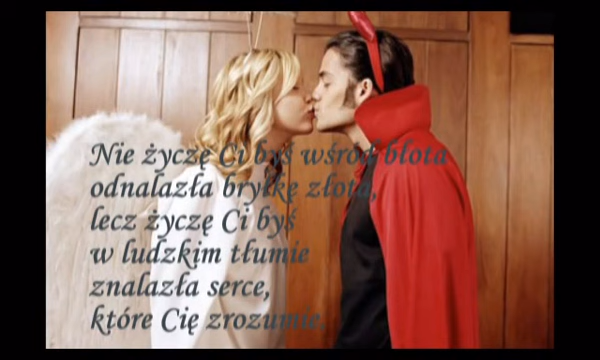 Nie życzę Ci byś wśród błota
odnalazła bryłkę złota,
lecz życzę Ci byś
w ludzkim tłumie
znalazła serce,
które Cię zrozumie.